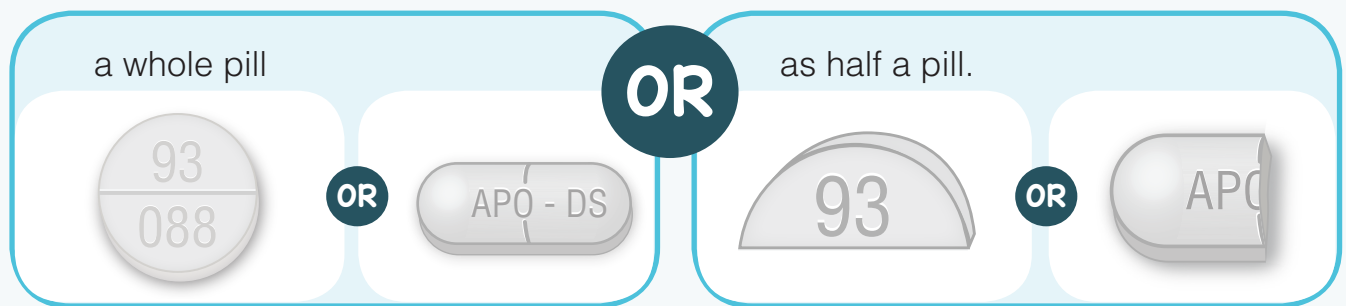 a whole pill
93
088
OR
APO - DS
OR
as half a pill.
93
OR
APO